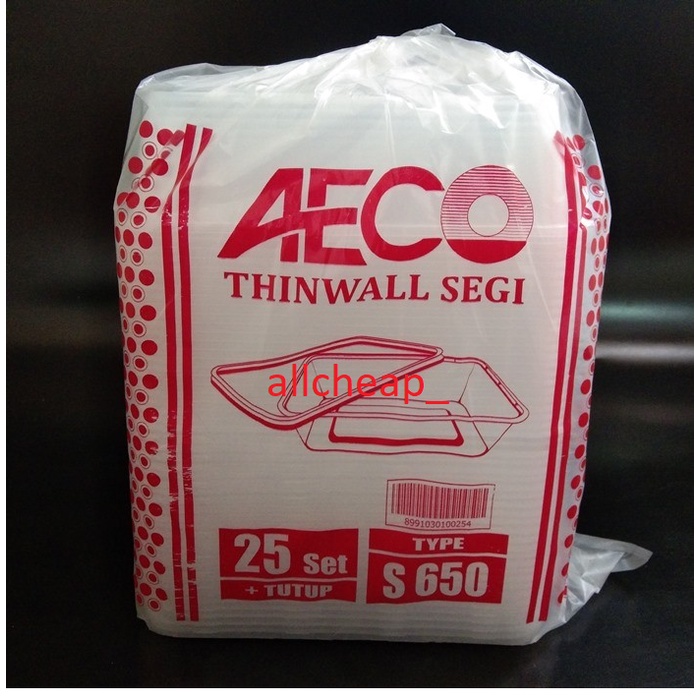 AECO
THINWALL SEGI
allcheap_
8991030100254
25 Set
+ TUTUP
TYPE
S 650